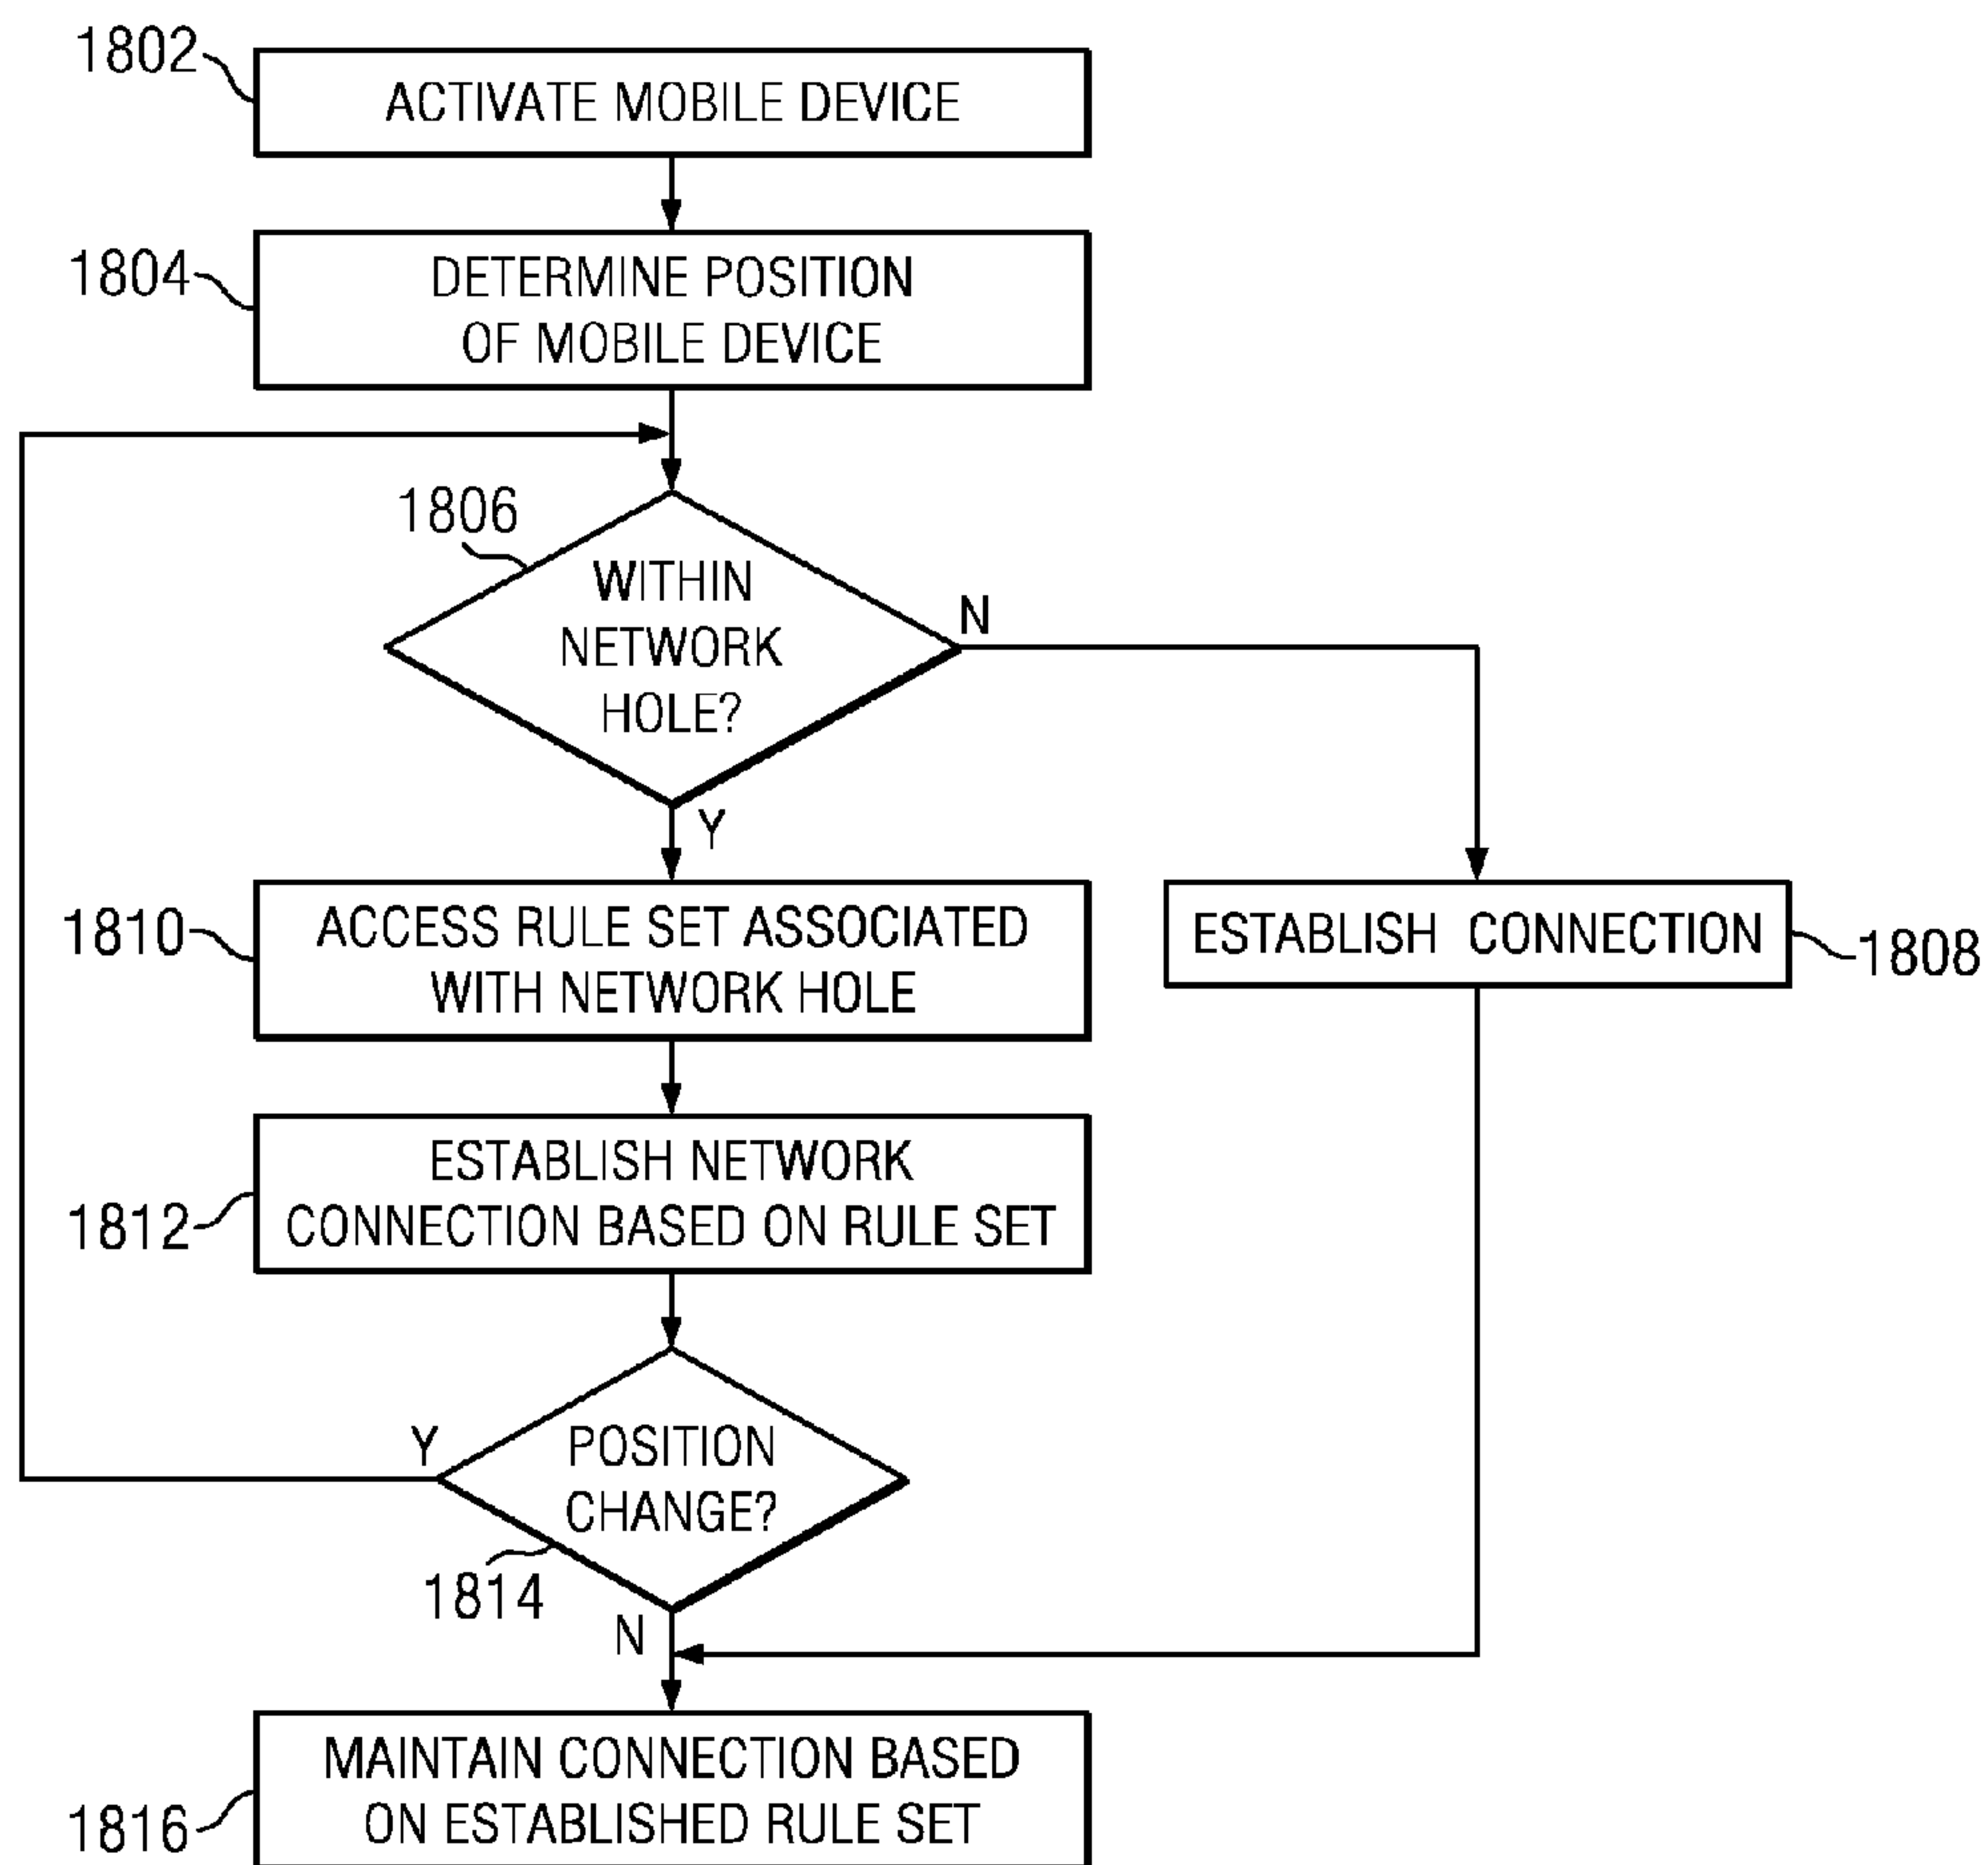 1802
ACTIVATE MOBILE DEVICE
1804
DETERMINE POSITION
OF MOBILE DEVICE
1806
WITHIN
NETWORK
HOLE?
N
Y
1810
ACCESS RULE SET ASSOCIATED
WITH NETWORK HOLE
ESTABLISH CONNECTION
1808
1812
ESTABLISH NETWORK
CONNECTION BASED ON RULE SET
Y
POSITION
CHANGE?
1814
N
MAINTAIN CONNECTION BASED
ON ESTABLISHED RULE SET
1816